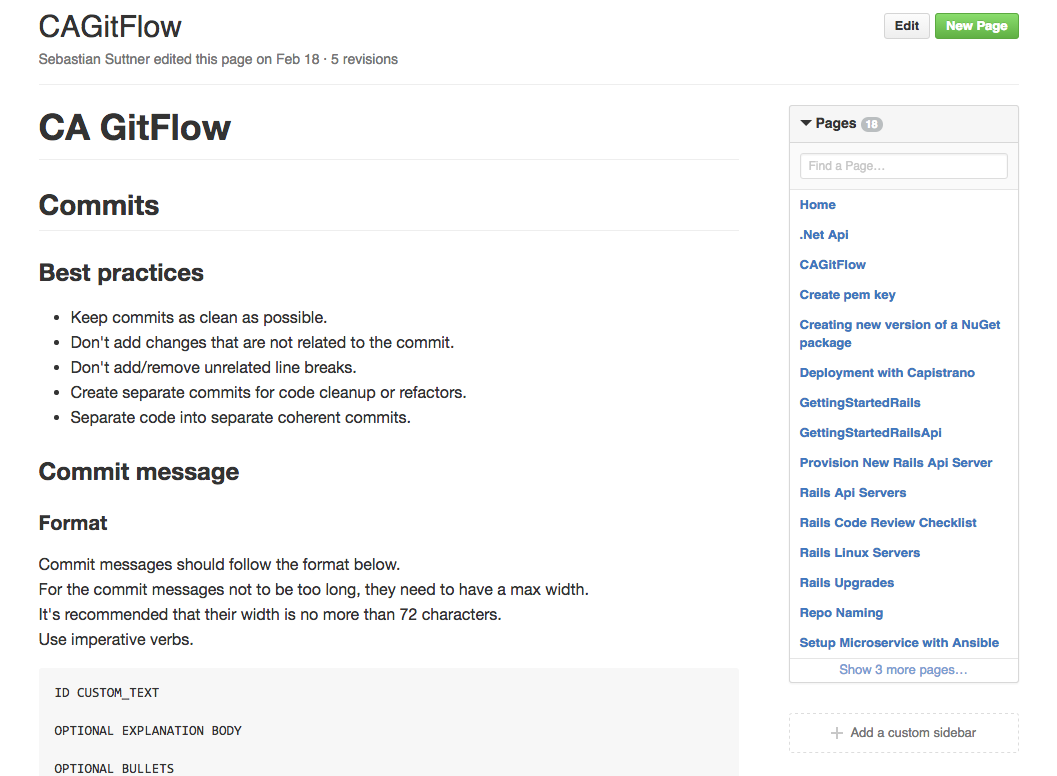 CAGitFlow
Edit
New Page
Sebastian Suttner edited this page on Feb 18 · 5 revisions
CA GitFlow
Commits
Best practices
• Keep commits as clean as possible.
• Don't add changes that are not related to the commit.
• Don't add/remove unrelated line breaks.
• Create separate commits for code cleanup or refactors.
• Separate code into separate coherent commits.
Commit message
Format
Commit messages should follow the format below.
For the commit messages not to be too long, they need to have a max width.
It's recommended that their width is no more than 72 characters.
Use imperative verbs.
ID CUSTOM_TEXT
OPTIONAL EXPLANATION BODY
OPTIONAL BULLETS
Pages 18
Find a Page…
Home
.Net Api
CAGitFlow
Create pem key
Creating new version of a NuGet
package
Deployment with Capistrano
GettingStartedRails
GettingStartedRailsApi
Provision New Rails Api Server
Rails Api Servers
Rails Code Review Checklist
Rails Linux Servers
Rails Upgrades
Repo Naming
Setup Microservice with Ansible
Show 3 more pages…
Add a custom sidebar